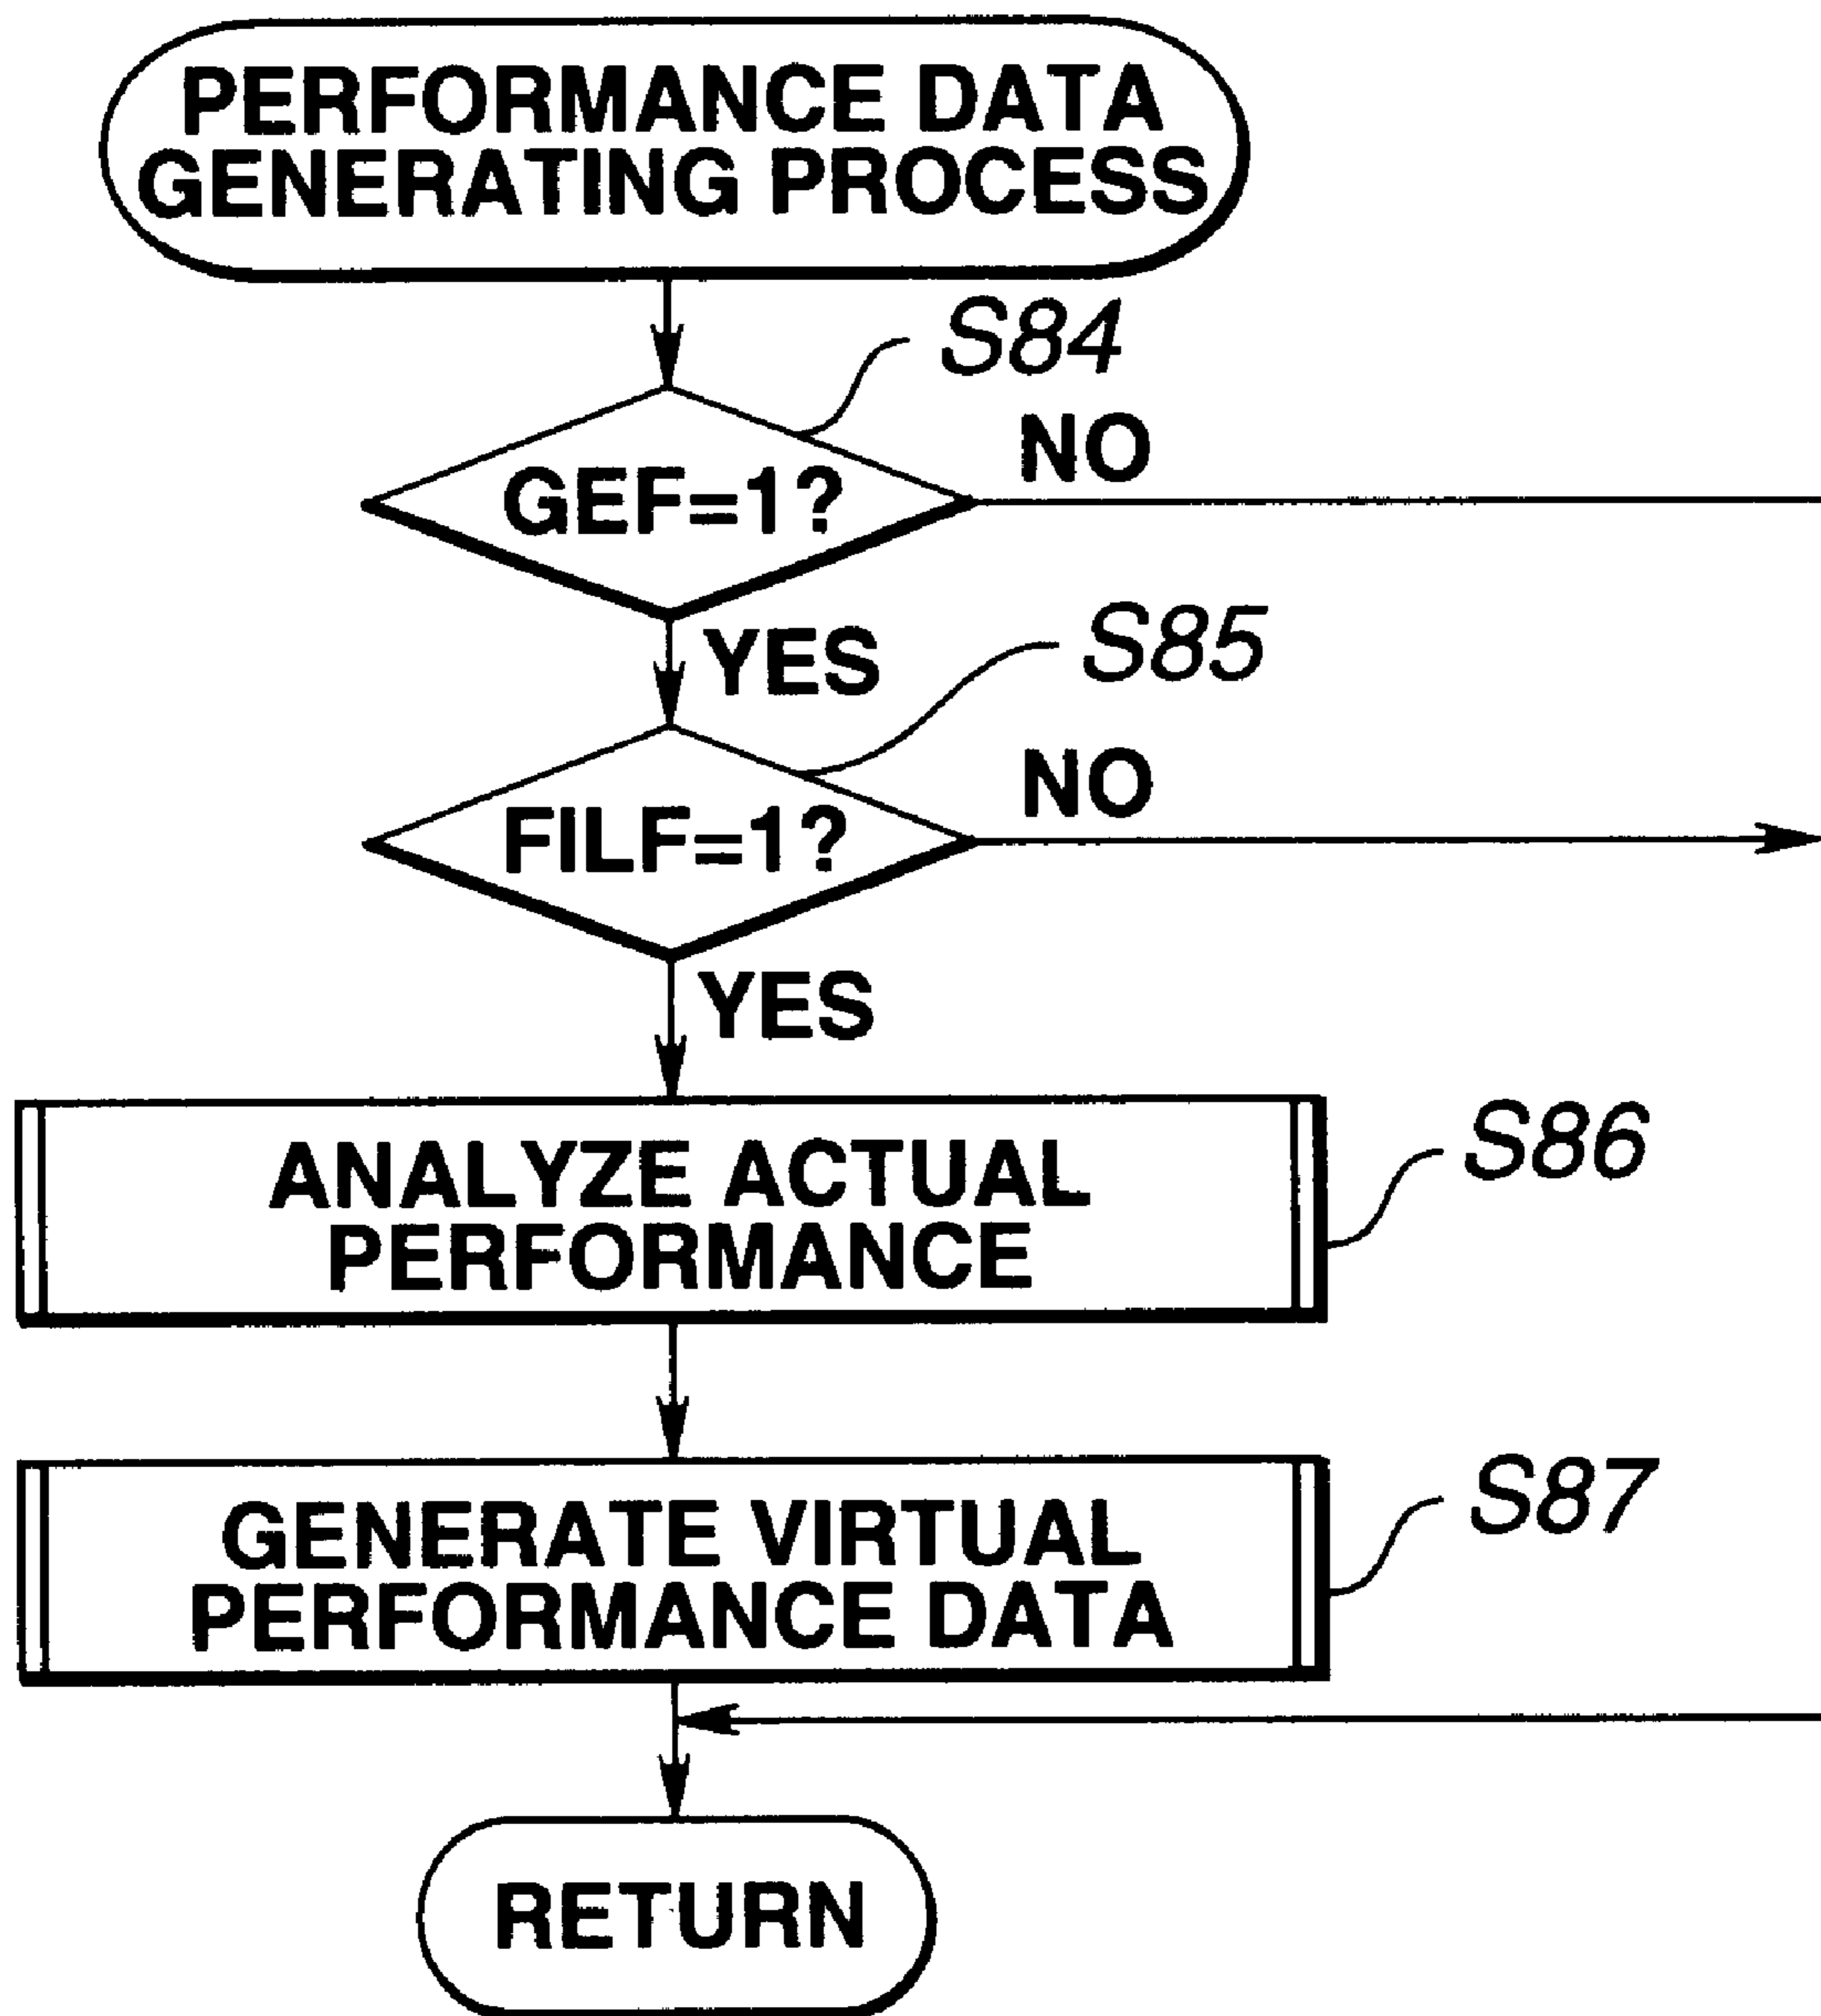 PERFORMANCE DATA
GENERATING PROCESS
S84
NO
GEF=1?
YES
S85
NO
FILF=1?
YES
ANALYZE ACTUAL
PERFORMANCE
S86
GENERATE VIRTUAL
PERFORMANCE DATA
S87
RETURN